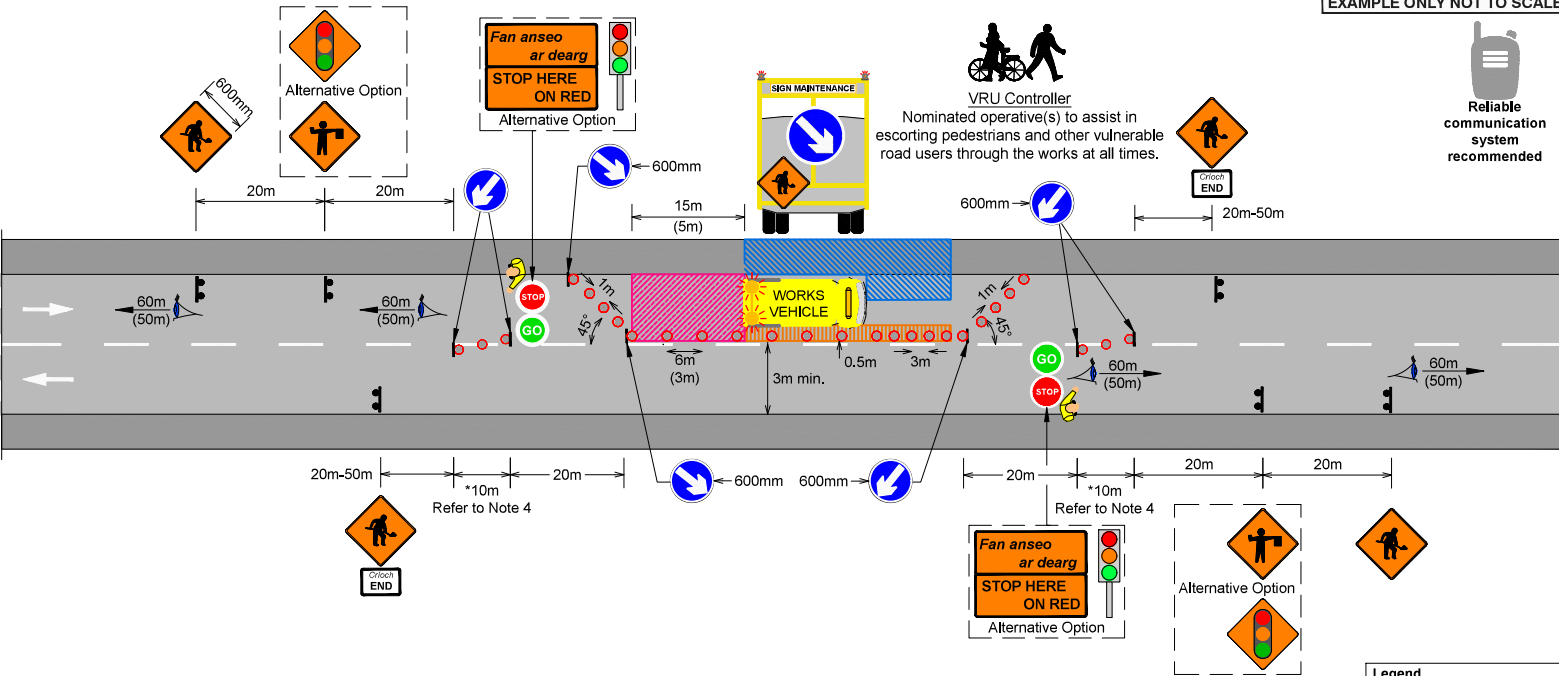 EXAMPLE ONLY NOT TO SCALE
600mm
Alternative Option
Fan anseo
ar dearg
STOP HERE
ON RED
Alternative Option
SIGN MAINTENANCE
VRU Controller
Nominated operative(s) to assist in
escorting pedestrians and other vulnerable
road users through the works at all times.
Crioch
END
Reliable
communication
system
recommended
20m
20m
600mm
15m
(5m)
600mm
20m-50m
60m
(50m)
60m
(50m)
STOP
GO
1m
45°
WORKS
VEHICLE
1m
45°
6m
(3m)
3m min.
0.5m
3m
GO
STOP
60m
(50m)
60m
(50m)
20m-50m
*10m
Refer to Note 4
20m
600mm
600mm
20m
*10m
Refer to Note 4
20m
20m
Crioch
END
Fan anseo
ar dearg
STOP HERE
ON RED
Alternative Option
Alternative Option
Legend